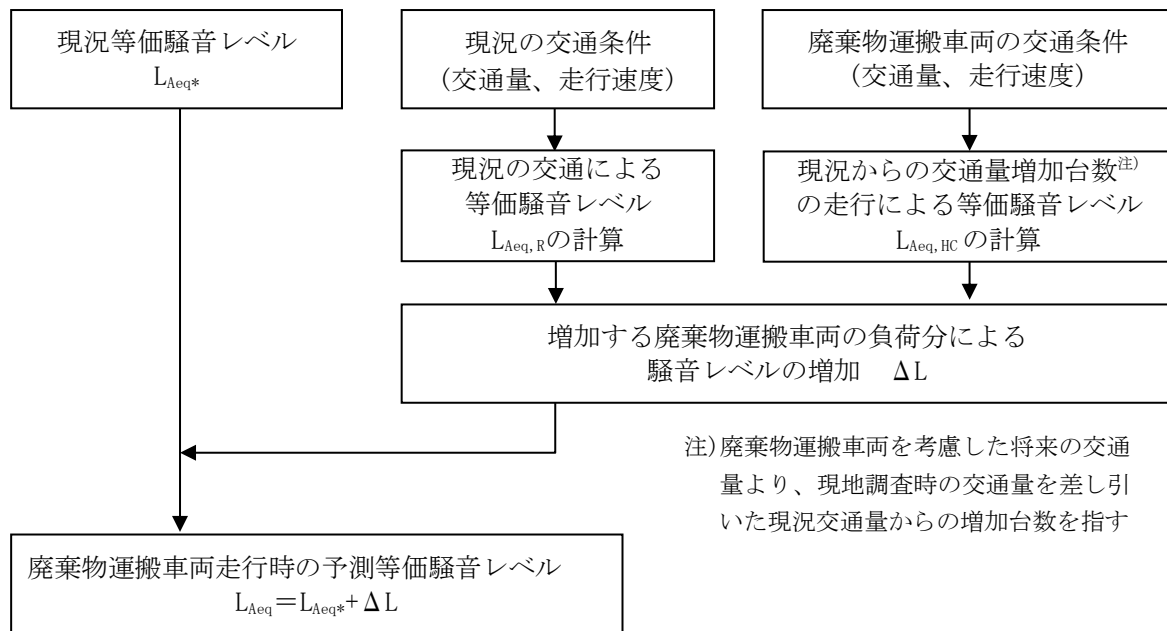 現況等価騒音レベル
LAeq*
現況の交通条件
(交通量、走行速度)
廃棄物運搬車両の交通条件
(交通量、走行速度)
現況の交通による
等価騒音レベル
LAeq,Rの計算
現況からの交通量増加台数注)
の走行による等価騒音レベル
LAeq,HC の計算
増加する廃棄物運搬車両の負荷分による
騒音レベルの増加 ΔL
注)廃棄物運搬車両を考慮した将来の交通
量より、現地調査時の交通量を差し引
いた現況交通量からの増加台数を指す
廃棄物運搬車両走行時の予測等価騒音レベル
LAeq=LAeq*+ΔL